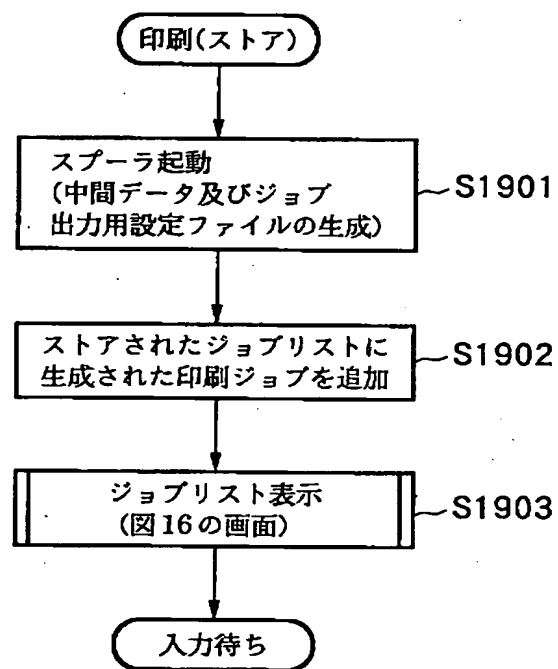 印刷(ストア)
スプーラ起動
(中間データ及びジョブ
出力用設定ファイルの生成)
S1901
ストアされたジョブリストに
生成された印刷ジョブを追加
S1902
ジョブリスト表示
(図16の画面)
S1903
入力待ち